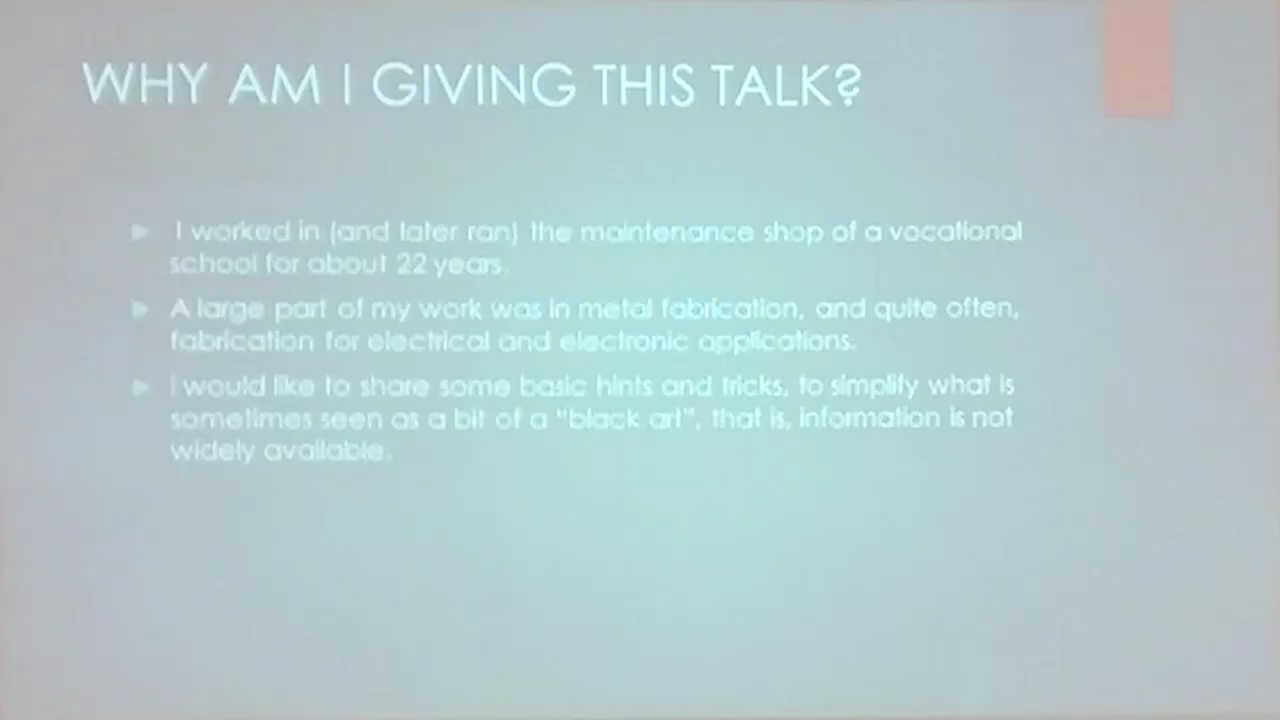 WHY AM I GIVING THIS TALK?
I worked in (and later ran) the maintenance shop of a vocational
school for about 22 years.
A large part of my work was in metal fabrication, and quite often,
fabrication for electrical and electronic applications.
I would like to share some basic hints and tricks, to simplify what is
sometimes seen as a bit of a "black art", that is, information is not
widely available.